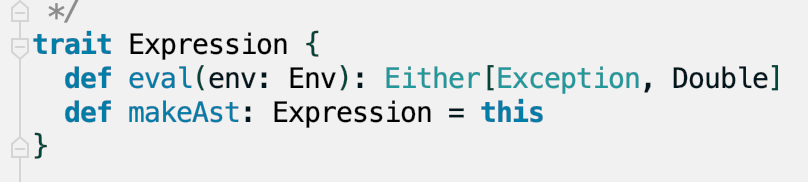 */
trait Expression {
def eval(env: Env): Either[Exception, Double]
def makeAst: Expression = this
}